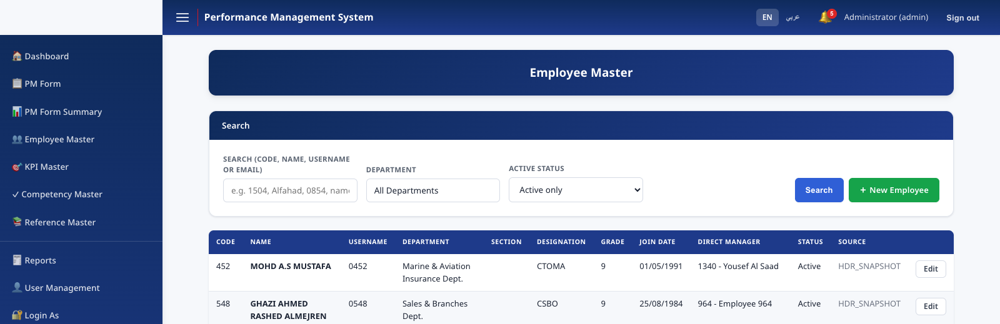 Performance Management System
EN
عربي
5
Administrator (admin)
Sign out
Dashboard
PM Form
PM Form Summary
Employee Master
KPI Master
✓ Competency Master
Reference Master
Reports
User Management
Login As
Employee Master
Search
SEARCH (CODE, NAME, USERNAME
OR EMAIL)
e.g. 1504, Alfahad, 0854, name
DEPARTMENT
All Departments
ACTIVE STATUS
Active only
Search
+ New Employee
CODE NAME USERNAME DEPARTMENT SECTION DESIGNATION GRADE JOIN DATE DIRECT MANAGER STATUS SOURCE
452 MOHD A.S MUSTAFA 0452 Marine & Aviation CTOMA 9 01/05/1991 1340 - Yousef Al Saad Active HDR_SNAPSHOT Edit
Insurance Dept.
548 GHAZI AHMED 0548 Sales & Branches CSBO 9 25/08/1984 964 - Employee 964 Active HDR_SNAPSHOT Edit
RASHED ALMEJREN Dept.